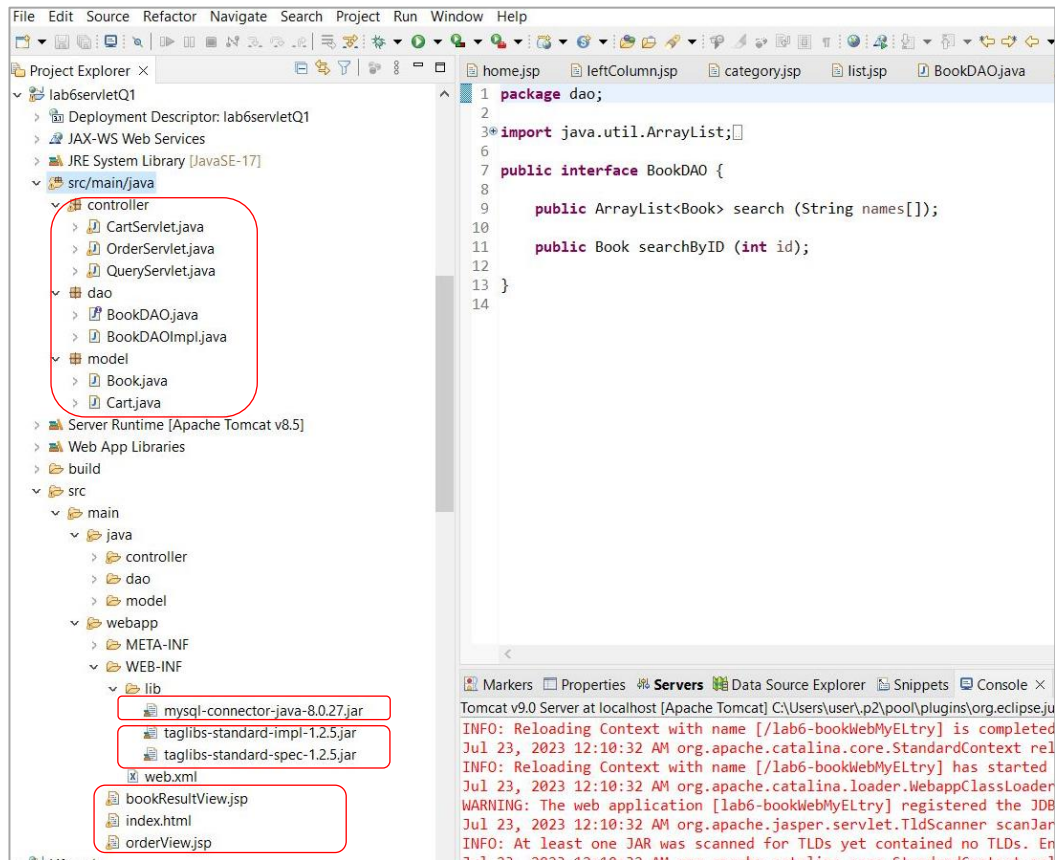 File Edit Source Refactor Navigate Search Project Run Window Help
Project Explorer
lab6servletQ1
Deployment Descriptor: lab6servletQ1
JAX-WS Web Services
JRE System Library [JavaSE-17]
src/main/java
controller
CartServlet.java
OrderServlet.java
QueryServlet.java
dao
BookDAO.java
BookDAOImpl.java
model
Book.java
Cart.java
Server Runtime [Apache Tomcat v8.5]
Web App Libraries
build
src
main
java
controller
dao
model
webapp
META-INF
WEB-INF
lib
mysql-connector-java-8.0.27.jar
taglibs-standard-impl-1.2.5.jar
taglibs-standard-spec-1.2.5.jar
web.xml
bookResultView.jsp
index.html
orderView.jsp
home.jsp leftColumn.jsp category.jsp list.jsp BookDAO.java
1 package dao;
2
3 import java.util.ArrayList;
6
7 public interface BookDAO {
8
9 public ArrayList<Book> search (String names[]);
10
11 public Book searchByID (int id);
12
13 }
14
Markers Properties Servers Data Source Explorer Snippets Console
Tomcat v9.0 Server at localhost [Apache Tomcat] C:\Users\user\.p2\pool\plugins\org.eclipse.ju
INFO: Reloading Context with name [/lab6-bookWebMyELtry] is completed
Jul 23, 2023 12:10:32 AM org.apache.catalina.core.StandardContext rel
INFO: Reloading Context with name [/lab6-bookWebMyELtry] has started
Jul 23, 2023 12:10:32 AM org.apache.catalina.loader.WebappClassLoader
WARNING: The web application [lab6-bookWebMyELtry] registered the JDB
Jul 23, 2023 12:10:32 AM org.apache.jasper.servlet.TldScanner scanJar
INFO: At least one JAR was scanned for TLDs yet contained no TLDs. En